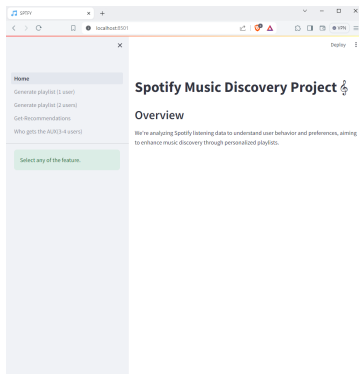 SPTFY
localhost:8501
VPN
Deploy
Home
Generate playlist (1 user)
Generate playlist (2 users)
Get-Recommendations
Who gets the AUX(3-4 users)
Select any of the feature.
Spotify Music Discovery Project
Overview
We're analyzing Spotify listening data to understand user behavior and preferences, aiming
to enhance music discovery through personalized playlists.